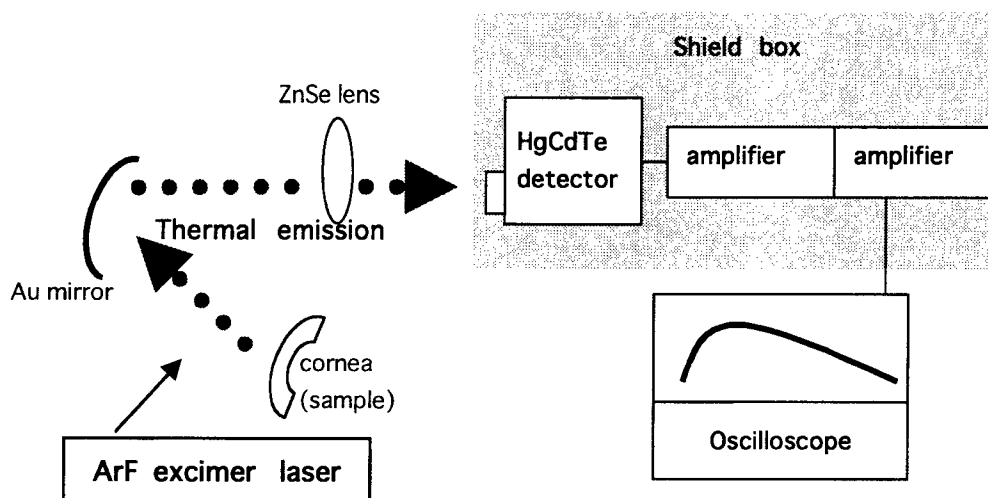 Shield box
ZnSe lens
HgCdTe
detector
amplifier
amplifier
Thermal emission
Au mirror
cornea
(sample)
ArF excimer laser
Oscilloscope